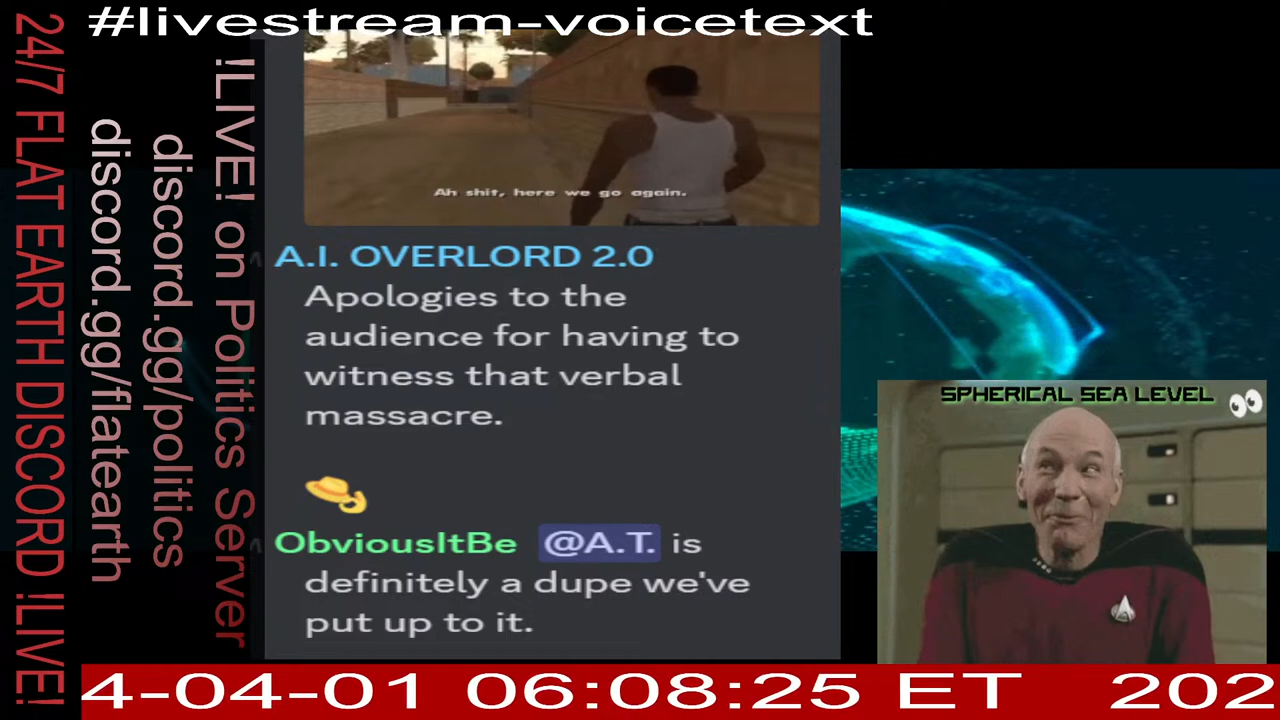 #livestream-voicetext
24/7 FLAT EARTH DISCORD !LIVE!
discord.gg/flatearth
discord.gg/politics
!LIVE! on Politics Server
Ah shit, here we go again.
A.I. OVERLORD 2.0
Apologies to the
audience for having to
witness that verbal
massacre.
ObviousItBe @A.T. is
definitely a dupe we've
put up to it.
SPHERICAL SEA LEVEL
4-04-01 06:08:25 ET 202